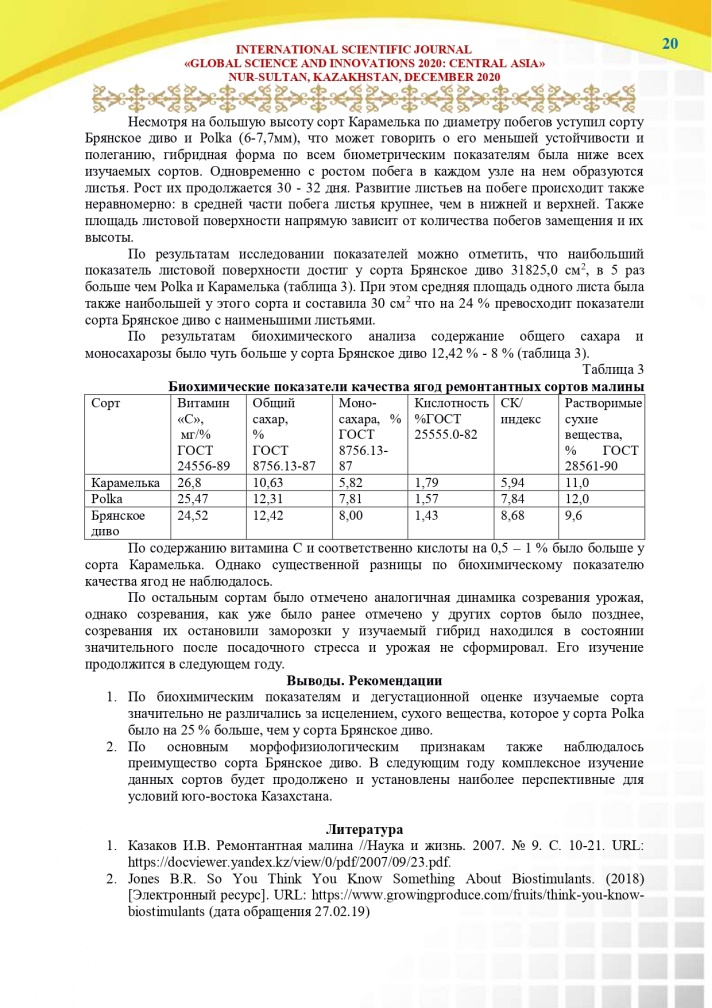 20
INTERNATIONAL SCIENTIFIC JOURNAL
«GLOBAL SCIENCE AND INNOVATIONS 2020: CENTRAL ASIA»
NUR-SULTAN, KAZAKHSTAN, DECEMBER 2020
Несмотря на большую высоту сорт Карамелька по диаметру побегов уступил сорту
Брянское диво и Polka (6-7,7мм), что может говорить о его меньшей устойчивости и
полеганию, гибридная форма по всем биометрическим показателям была ниже всех
изучаемых сортов. Одновременно с ростом побега в каждом узле на нем образуются
листья. Рост их продолжается 30 - 32 дня. Развитие листьев на побеге происходит также
неравномерно: в средней части побега листья крупнее, чем в нижней и верхней. Также
площадь листовой поверхности напрямую зависит от количества побегов замещения и их
высоты.
По результатам исследовании показателей можно отметить, что наибольший
показатель листовой поверхности достиг у сорта Брянское диво 31825,0 см², в 5 раз
больше чем Polka и Карамелька (таблица 3). При этом средняя площадь одного листа была
также наибольшей у этого сорта и составила 30 см² что на 24 % превосходит показатели
сорта Брянское диво с наименьшими листьями.
По результатам биохимического анализа содержание общего сахара и
моносахарозы было чуть больше у сорта Брянское диво 12,42 % - 8 % (таблица 3).
Таблица 3
Биохимические показатели качества ягод ремонтантных сортов малины
Сорт Витамин Общий Моно- Кислотность СК/ Растворимые
«С», сахар, сахара, % %ГОСТ индекс сухие
мг/% % ГОСТ 25555.0-82 вещества,
ГОСТ ГОСТ 8756.13- % ГОСТ
24556-89 8756.13-87 87 28561-90
Карамелька 26,8 10,63 5,82 1,79 5,94 11,0
Polka 25,47 12,31 7,81 1,57 7,84 12,0
Брянское 24,52 12,42 8,00 1,43 8,68 9,6
диво
По содержанию витамина С и соответственно кислоты на 0,5 – 1 % было больше у
сорта Карамелька. Однако существенной разницы по биохимическому показателю
качества ягод не наблюдалось.
По остальным сортам было отмечено аналогичная динамика созревания урожая,
однако созревания, как уже было ранее отмечено у других сортов было позднее,
созревания их остановили заморозки у изучаемый гибрид находился в состоянии
значительного после посадочного стресса и урожая не сформировал. Его изучение
продолжится в следующем году.
Выводы. Рекомендации
1. По биохимическим показателям и дегустационной оценке изучаемые сорта
значительно не различались за исцелением, сухого вещества, которое у сорта Polka
было на 25 % больше, чем у сорта Брянское диво.
2. По основным морфофизиологическим признакам также наблюдалось
преимущество сорта Брянское диво. В следующим году комплексное изучение
данных сортов будет продолжено и установлены наиболее перспективные для
условий юго-востока Казахстана.
Литература
1. Казаков И.В. Ремонтантная малина //Наука и жизнь. 2007. № 9. С. 10-21. URL:
https://docviewer.yandex.kz/view/0/pdf/2007/09/23.pdf.
2. Jones B.R. So You Think You Know Something About Biostimulants. (2018)
[Электронный ресурс]. URL: https://www.growingproduce.com/fruits/think-you-know-
biostimulants (дата обращения 27.02.19)